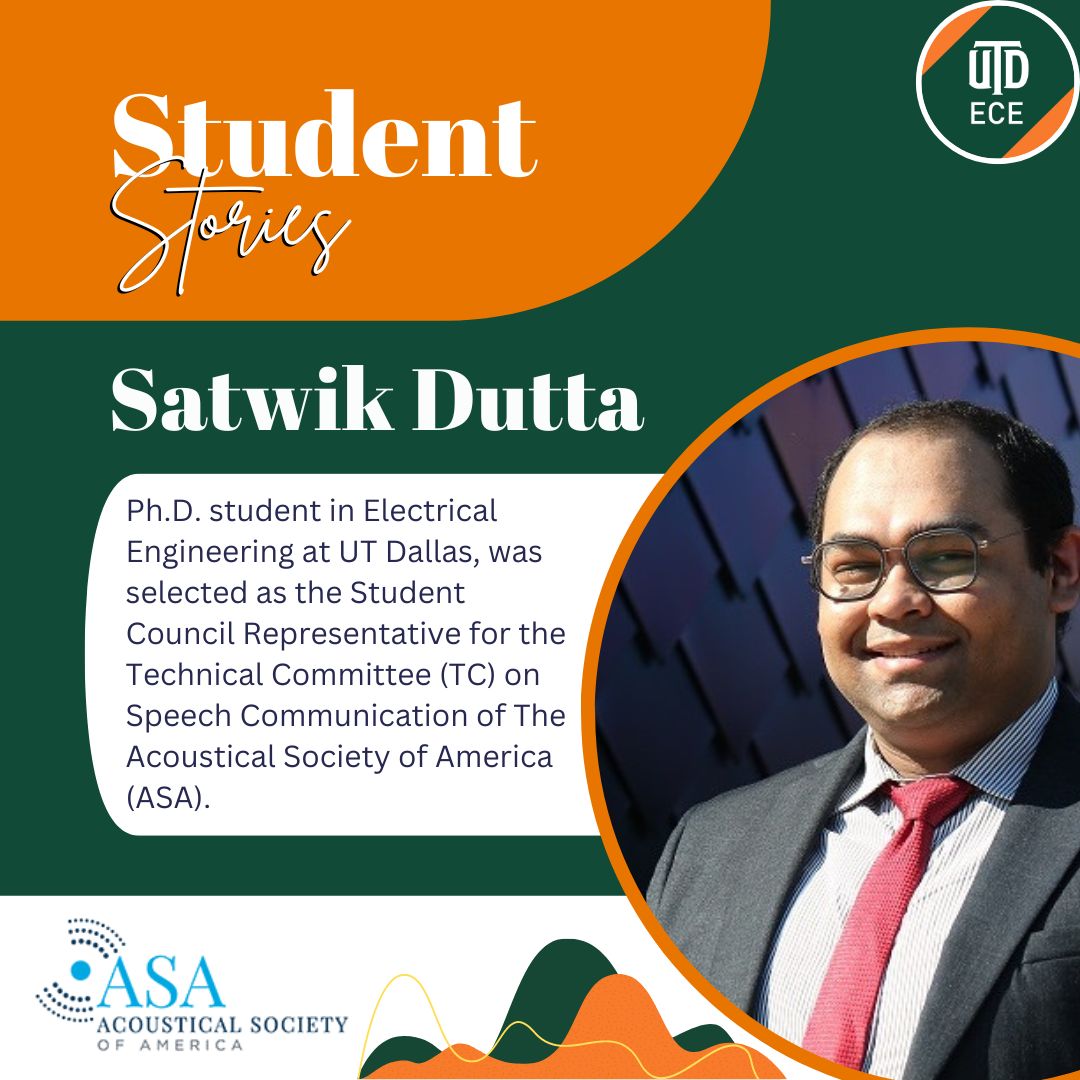 UTD
ECE
Student
Stories
Satwik Dutta
Ph.D. student in Electrical
Engineering at UT Dallas, was
selected as the Student
Council Representative for the
Technical Committee (TC) on
Speech Communication of The
Acoustical Society of America
(ASA).
ASA
ACOUSTICAL SOCIETY
OF AMERICA